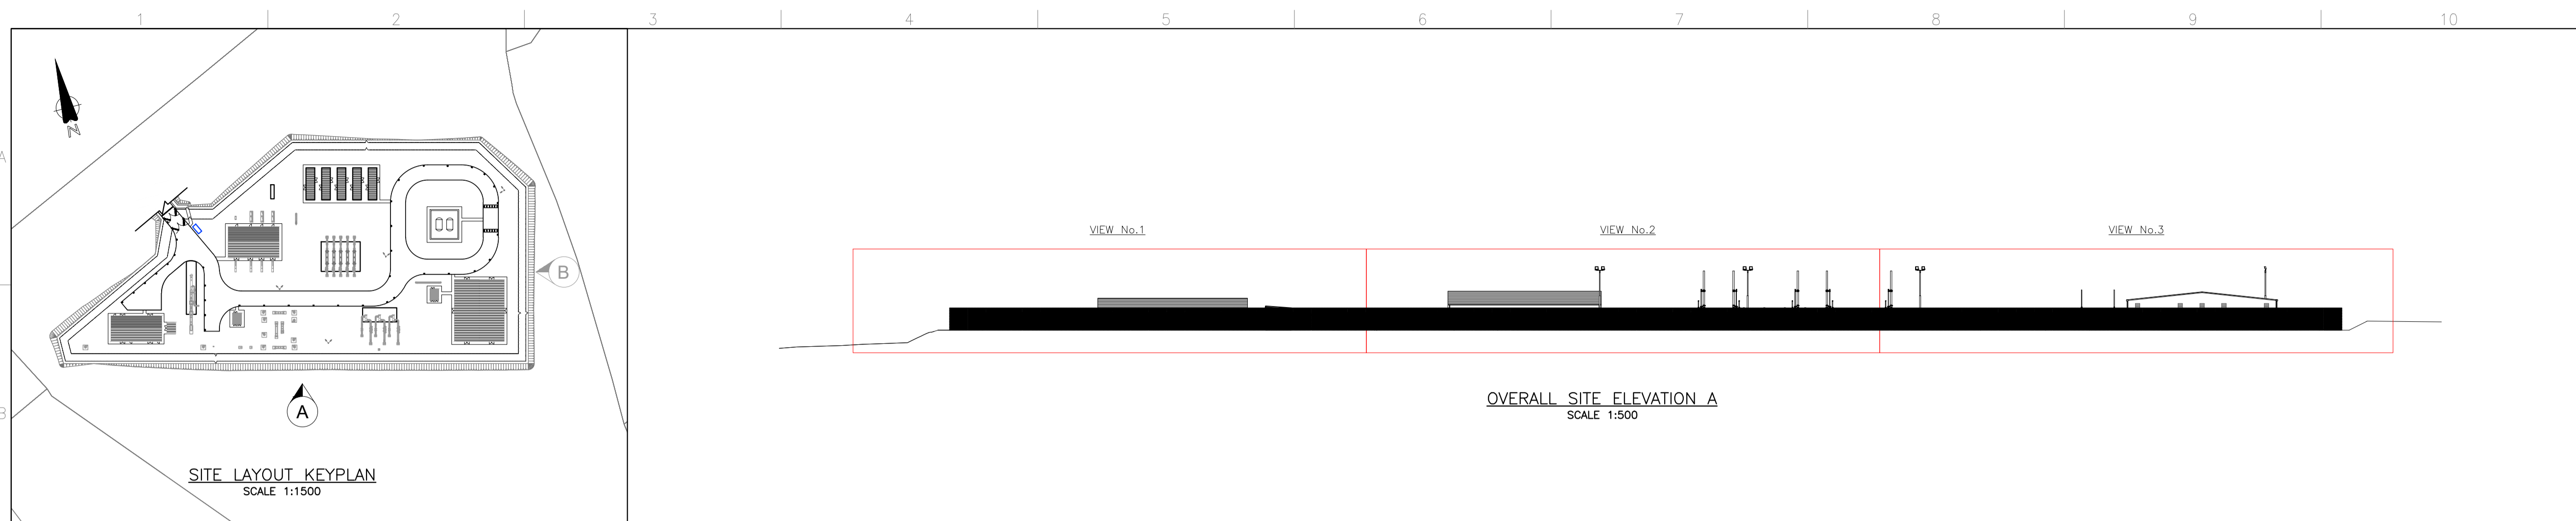 1 2 3 4 5 6 7 8 9 10
A
B
N
B
A
SITE LAYOUT KEYPLAN
SCALE 1:1500
VIEW No.1 VIEW No.2 VIEW No.3
OVERALL SITE ELEVATION A
SCALE 1:500